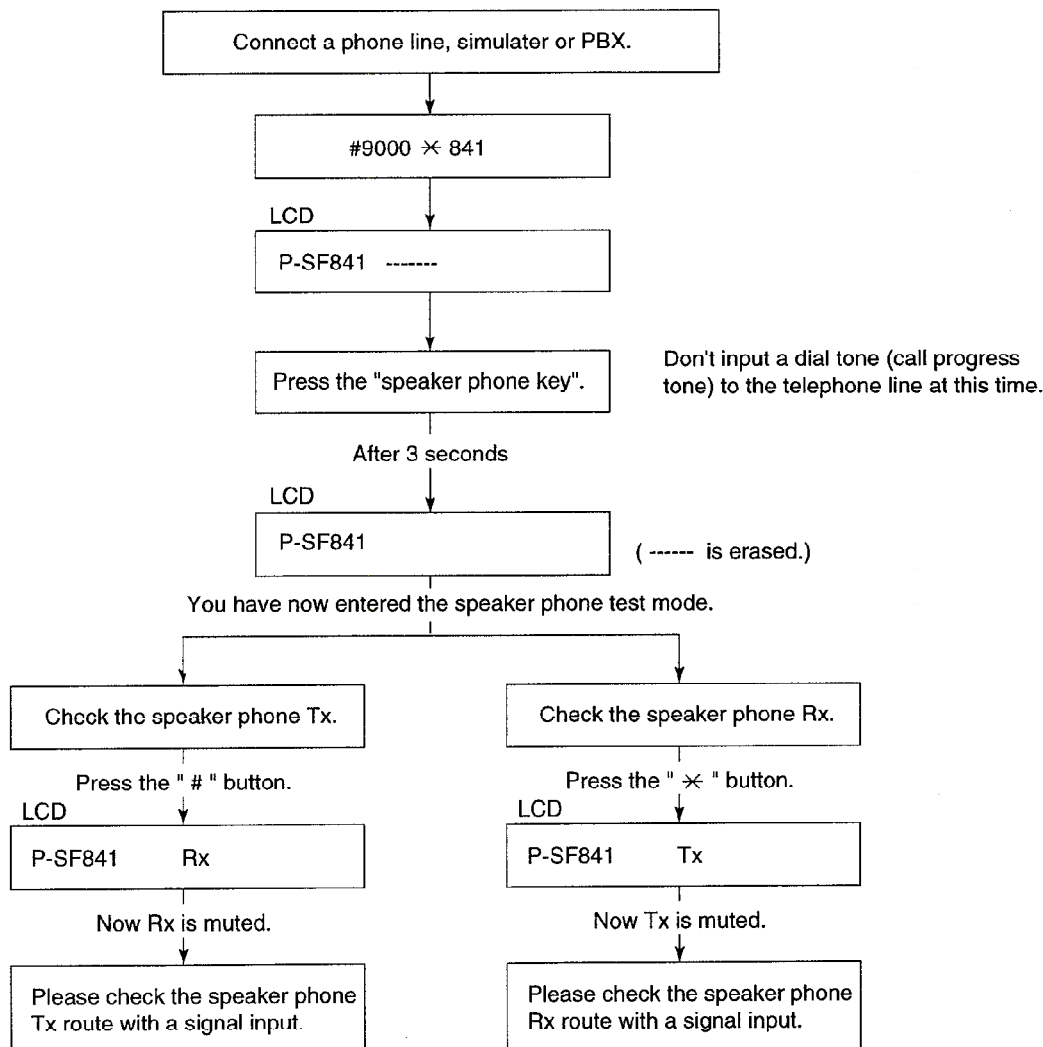 Connect a phone line, simulater or PBX.
#9000 ✳ 841
LCD
P-SF841 -------
Press the "speaker phone key".
Don't input a dial tone (call progress
tone) to the telephone line at this time.
After 3 seconds
LCD
P-SF841
( ------ is erased.)
You have now entered the speaker phone test mode.
Check the speaker phone Tx.
Press the " # " button.
LCD
P-SF841 Rx
Now Rx is muted.
Please check the speaker phone
Tx route with a signal input.
Check the speaker phone Rx.
Press the " ✳ " button.
LCD
P-SF841 Tx
Now Tx is muted.
Please check the speaker phone
Rx route with a signal input.